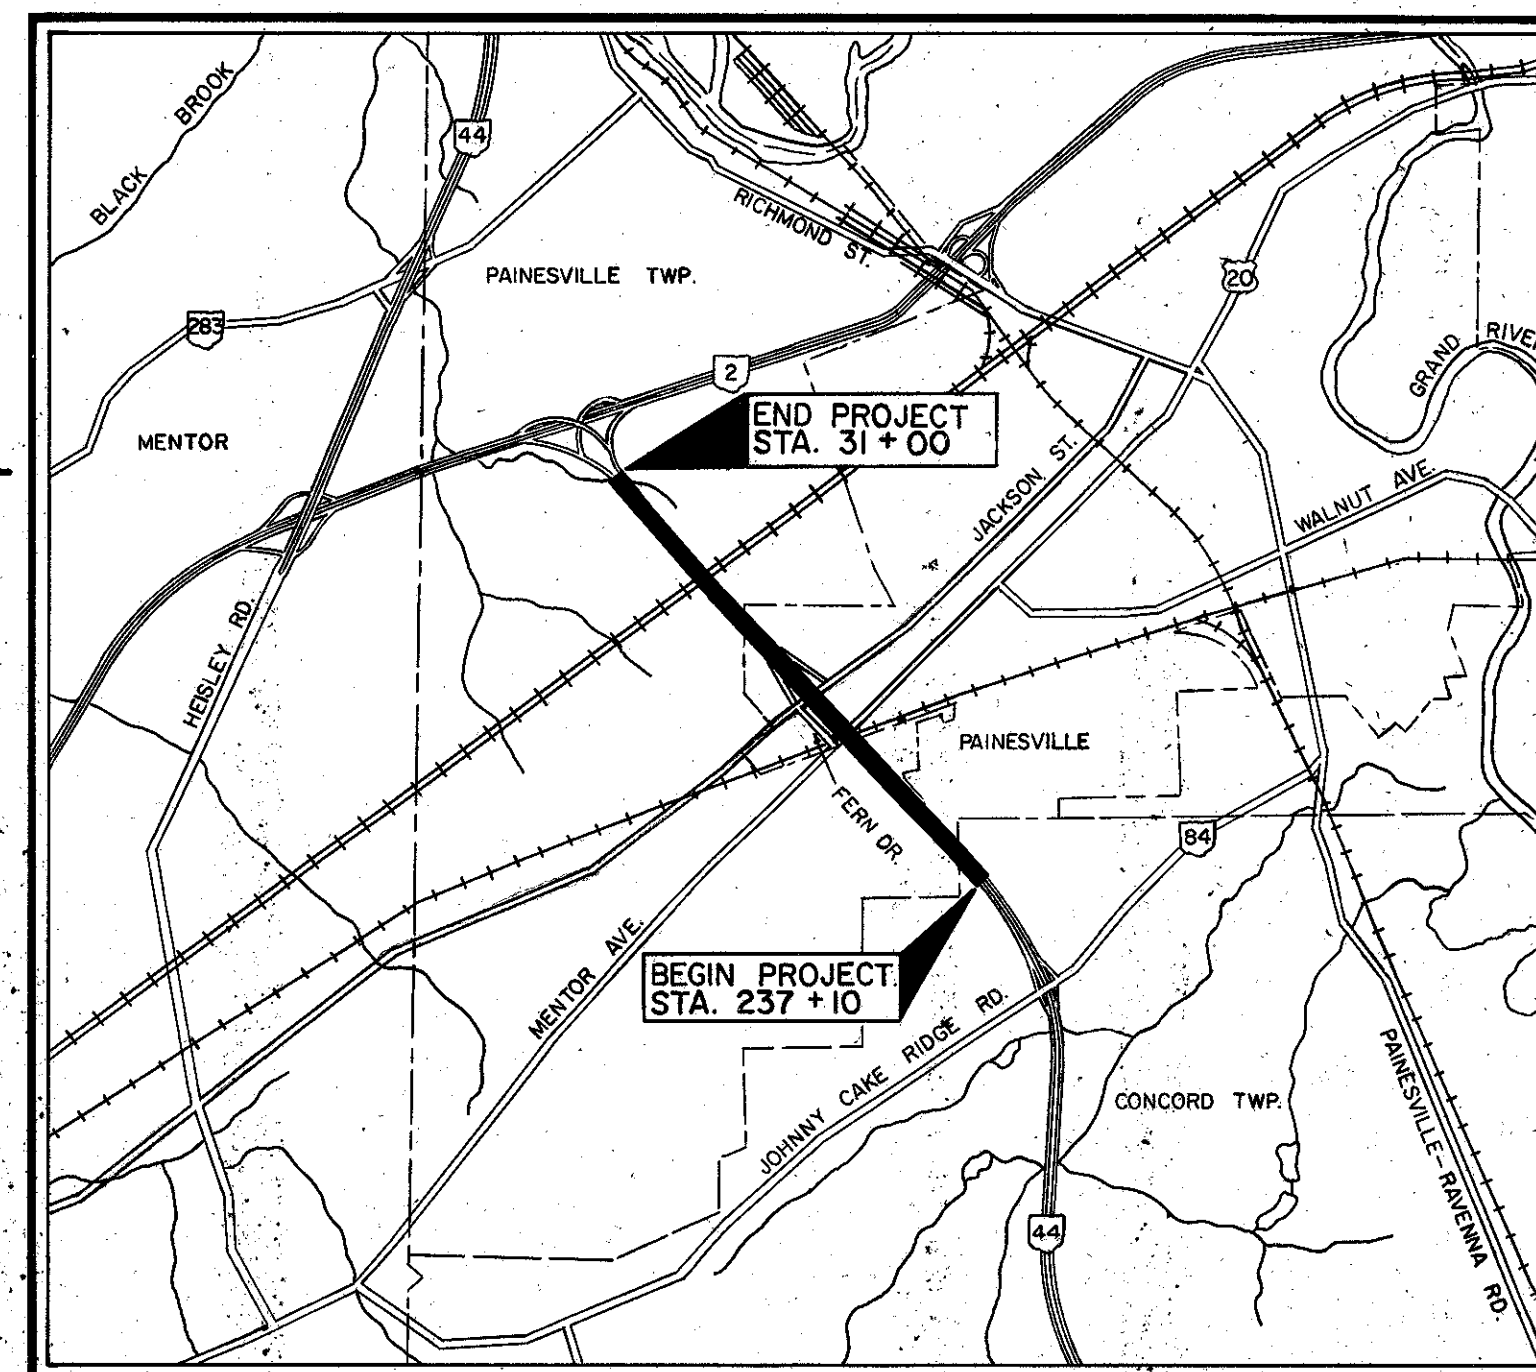 BLACK BROOK
44
RICHMOND ST.
PAINESVILLE TWP.
20
283
GRAND RIVER
2
MENTOR
END PROJECT
STA. 31+00
JACKSON ST.
WALNUT AVE.
HEISLEY RD.
PAINESVILLE
FERN DR.
84
MENTOR AVE.
BEGIN PROJECT
STA. 237+10
JOHNNY CAKE RIDGE RD.
CONCORD TWP.
PAINESVILLE-RAVENNA RD.
44